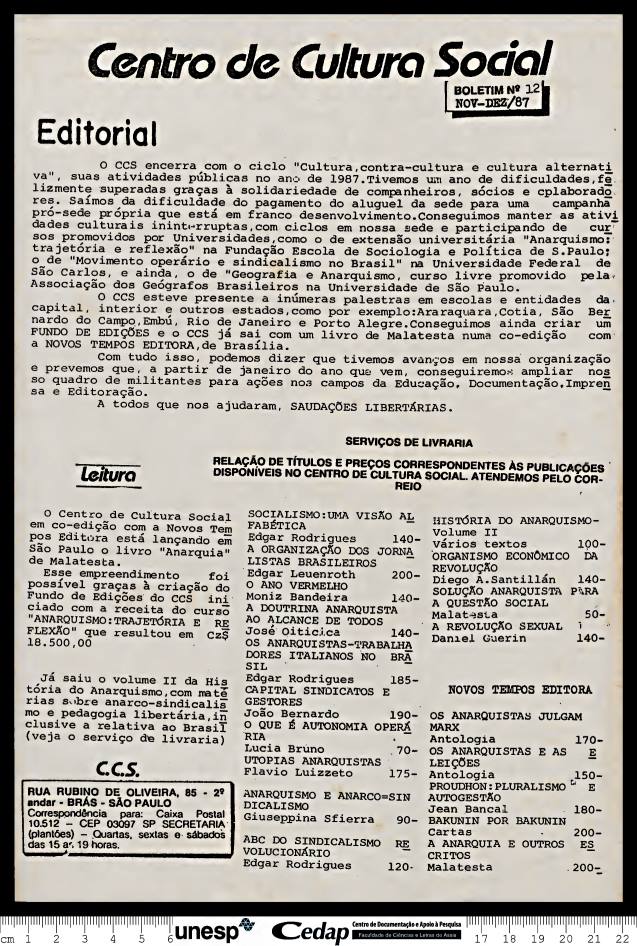 Centro de Cultura Social
BOLETIM Nº 12
NOV-DEZ/87
Editorial
O CCS encerra com o ciclo "Cultura,contra-cultura e cultura alternati
va", suas atividades públicas no ano de 1987.Tivemos um ano de dificuldades,fe
lizmente superadas graças à solidariedade de companheiros, sócios e cplaborado
res. Saímos da dificuldade do pagamento do aluguel da sede para uma campanha
pró-sede própria que está em franco desenvolvimento.Conseguimos manter as ativi
dades culturais ininterruptas,com ciclos em nossa sede e participando de cur
sos promovidos por Universidades,como o de extensão universitária "Anarquismo:
trajetória e reflexão" na Fundação Escola de Sociologia e Política de S.Paulo;
o de "Movimento operário e sindicalismo no Brasil" na Universidade Federal de
São Carlos, e ainda, o de "Geografia e Anarquismo, curso livre promovido pela
Associação dos Geógrafos Brasileiros na Universidade de São Paulo.
O CCS esteve presente a inúmeras palestras em escolas e entidades da
capital, interior e outros estados,como por exemplo:Araraquara,Cotia, São Ber
nardo do Campo,Embú, Rio de Janeiro e Porto Alegre.Conseguimos ainda criar um
FUNDO DE EDIÇÕES e o CCS já sai com um livro de Malatesta numa co-edição com
a NOVOS TEMPOS EDITORA,de Brasília.
Com tudo isso, podemos dizer que tivemos avanços em nossa organização
e prevemos que, a partir de janeiro do ano que vem, conseguiremos ampliar nos
so quadro de militantes para ações nos campos da Educação, Documentação,Impren
sa e Editoração.
A todos que nos ajudaram, SAUDAÇÕES LIBERTÁRIAS.
Leitura
O Centro de Cultura Social
em co-edição com a Novos Tem
pos Editora está lançando em
São Paulo o livro "Anarquia"
de Malatesta.
Esse empreendimento foi
possível graças à criação do
Fundo de Edições do CCS ini
ciado com a receita do curso
"ANARQUISMO:TRAJETÓRIA E RE
FLEXÃO" que resultou em Cz$
18.500,00
Já saiu o volume II da His
tória do Anarquismo,com maté
rias sobre anarco-sindicalis
mo e pedagogia libertária,in
clusive a relativa ao Brasil
(veja o serviço de livraria)
C.C.S.
RUA RUBINO DE OLIVEIRA, 85 - 2º
andar - BRÁS - SÃO PAULO
Correspondência para: Caixa Postal
10.512 – CEP 03097 SP SECRETARIA
(plantões) – Quartas, sextas e sábados
das 15 às 19 horas.
SERVIÇOS DE LIVRARIA
RELAÇÃO DE TÍTULOS E PREÇOS CORRESPONDENTES ÀS PUBLICAÇÕES
DISPONÍVEIS NO CENTRO DE CULTURA SOCIAL. ATENDEMOS PELO COR-
REIO
SOCIALISMO:UMA VISÃO AL
FABÉTICA
Edgar Rodrigues 140-
A ORGANIZAÇÃO DOS JORNA
LISTAS BRASILEIROS
Edgar Leuenroth 200-
O ANO VERMELHO
Moniz Bandeira 140-
A DOUTRINA ANARQUISTA
AO ALCANCE DE TODOS
José Oiticica 140-
OS ANARQUISTAS-TRABALHA
DORES ITALIANOS NO BRA
SIL
Edgar Rodrigues 185-
CAPITAL SINDICATOS E
GESTORES
João Bernardo 190-
O QUE É AUTONOMIA OPERÁ
RIA
Lucia Bruno 70-
UTOPIAS ANARQUISTAS
Flavio Luizzeto 175-
ANARQUISMO E ANARCO=SIN
DICALISMO
Giuseppina Sfierra 90-
ABC DO SINDICALISMO RE
VOLUCIONÁRIO
Edgar Rodrigues 120-
HISTÓRIA DO ANARQUISMO-
Volume II
Vários textos 100-
ORGANISMO ECONÔMICO DA
REVOLUÇÃO
Diego A.Santillán 140-
SOLUÇÃO ANARQUISTA PARA
A QUESTÃO SOCIAL
Malatesta 50-
A REVOLUÇÃO SEXUAL
Daniel Guerin 140-
NOVOS TEMPOS EDITORA
OS ANARQUISTAS JULGAM
MARX
Antologia 170-
OS ANARQUISTAS E AS E
LEIÇÕES
Antologia 150-
PROUDHON:PLURALISMO E
AUTOGESTÃO
Jean Bancal 180-
BAKUNIN POR BAKUNIN
Cartas 200-
A ANARQUIA E OUTROS ES
CRITOS
Malatesta 200-
cm 1 2 3 4 5 6 unesp Cedap Centro de Documentação e Apoio à Pesquisa 17 18 19 20 21 22
Faculdade de Ciências e Letras de Assis